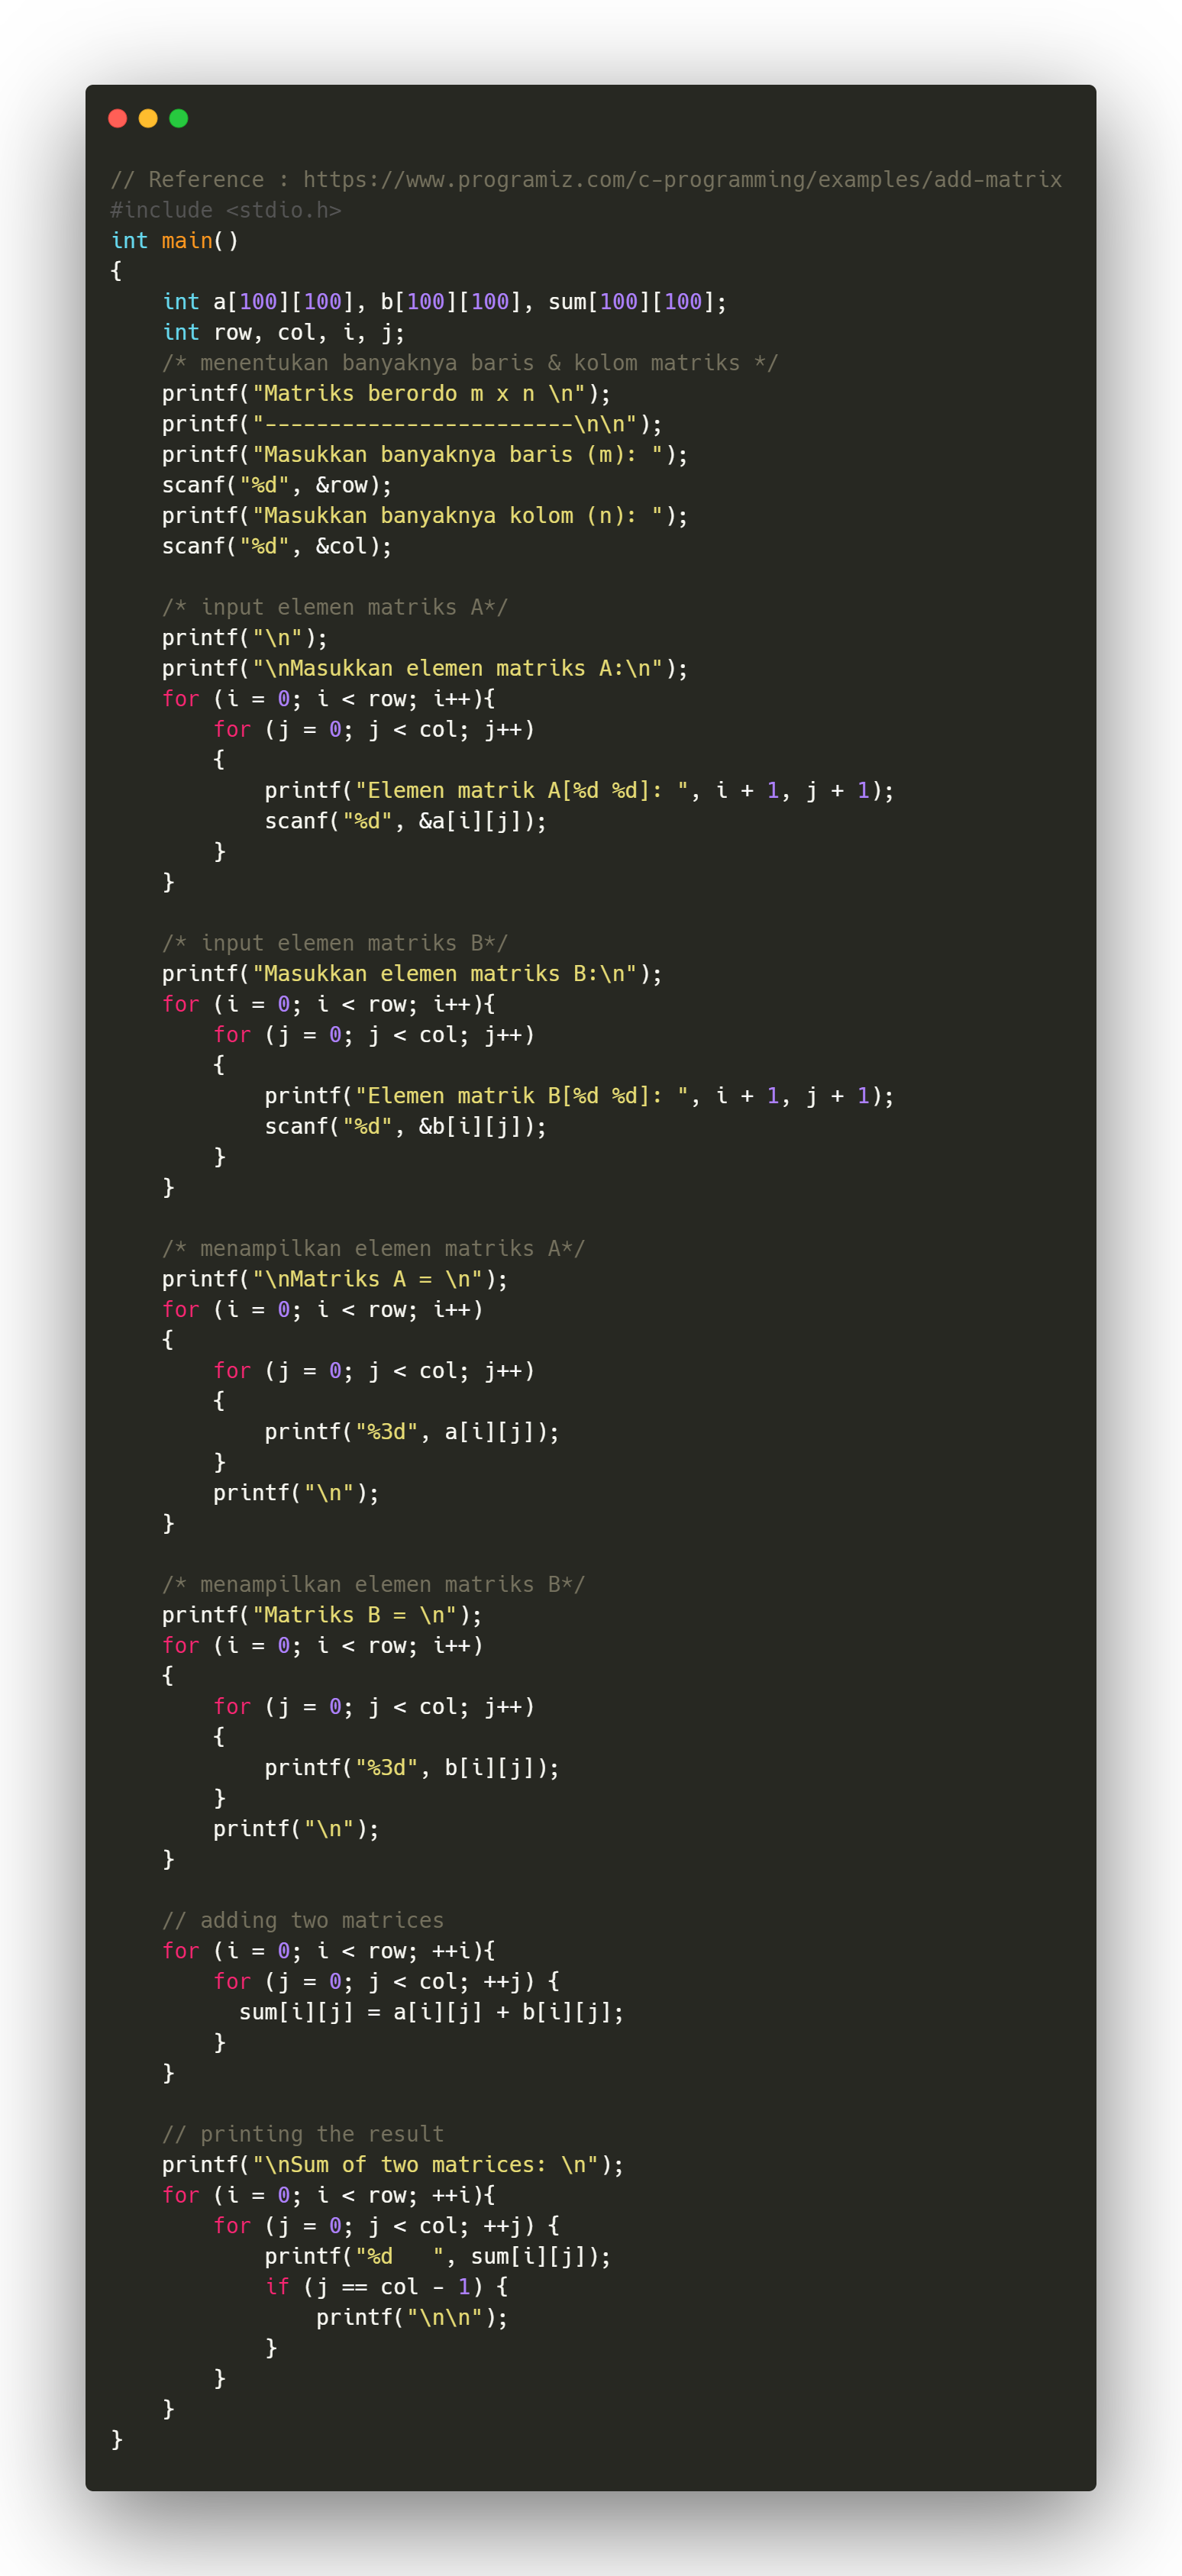 // Reference : https://www.programiz.com/c-programming/examples/add-matrix
#include <stdio.h>
int main()
{
    int a[100][100], b[100][100], sum[100][100];
    int row, col, i, j;
    /* menentukan banyaknya baris & kolom matriks */
    printf("Matriks berordo m x n \n");
    printf("------------------------\n\n");
    printf("Masukkan banyaknya baris (m): ");
    scanf("%d", &row);
    printf("Masukkan banyaknya kolom (n): ");
    scanf("%d", &col);

    /* input elemen matriks A*/
    printf("\n");
    printf("\nMasukkan elemen matriks A:\n");
    for (i = 0; i < row; i++){
        for (j = 0; j < col; j++)
        {
            printf("Elemen matrik A[%d %d]: ", i + 1, j + 1);
            scanf("%d", &a[i][j]);
        }
    }

    /* input elemen matriks B*/
    printf("Masukkan elemen matriks B:\n");
    for (i = 0; i < row; i++){
        for (j = 0; j < col; j++)
        {
            printf("Elemen matrik B[%d %d]: ", i + 1, j + 1);
            scanf("%d", &b[i][j]);
        }
    }

    /* menampilkan elemen matriks A*/
    printf("\nMatriks A = \n");
    for (i = 0; i < row; i++)
    {
        for (j = 0; j < col; j++)
        {
            printf("%3d", a[i][j]);
        }
        printf("\n");
    }

    /* menampilkan elemen matriks B*/
    printf("Matriks B = \n");
    for (i = 0; i < row; i++)
    {
        for (j = 0; j < col; j++)
        {
            printf("%3d", b[i][j]);
        }
        printf("\n");
    }

    // adding two matrices
    for (i = 0; i < row; ++i){
        for (j = 0; j < col; ++j) {
          sum[i][j] = a[i][j] + b[i][j];
        }
    }

    // printing the result
    printf("\nSum of two matrices: \n");
    for (i = 0; i < row; ++i){
        for (j = 0; j < col; ++j) {
            printf("%d   ", sum[i][j]);
            if (j == col - 1) {
                printf("\n\n");
            }
        }
    }
}